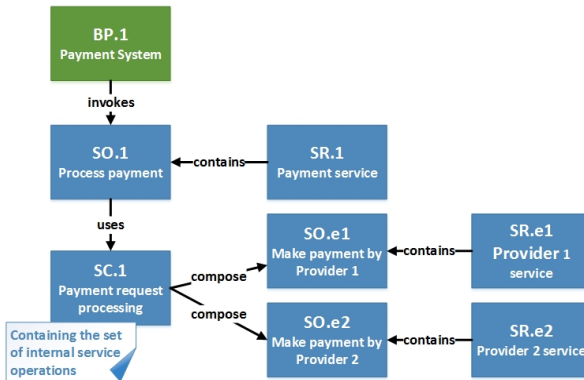 BP.1
Payment System
invokes
SO.1
Process payment
contains
SR.1
Payment service
uses
SC.1
Payment request
processing
compose
compose
SO.e1
Make payment by
Provider 1
contains
SR.e1
Provider 1
service
SO.e2
Make payment by
Provider 2
contains
SR.e2
Provider 2 service
Containing the set
of internal service
operations